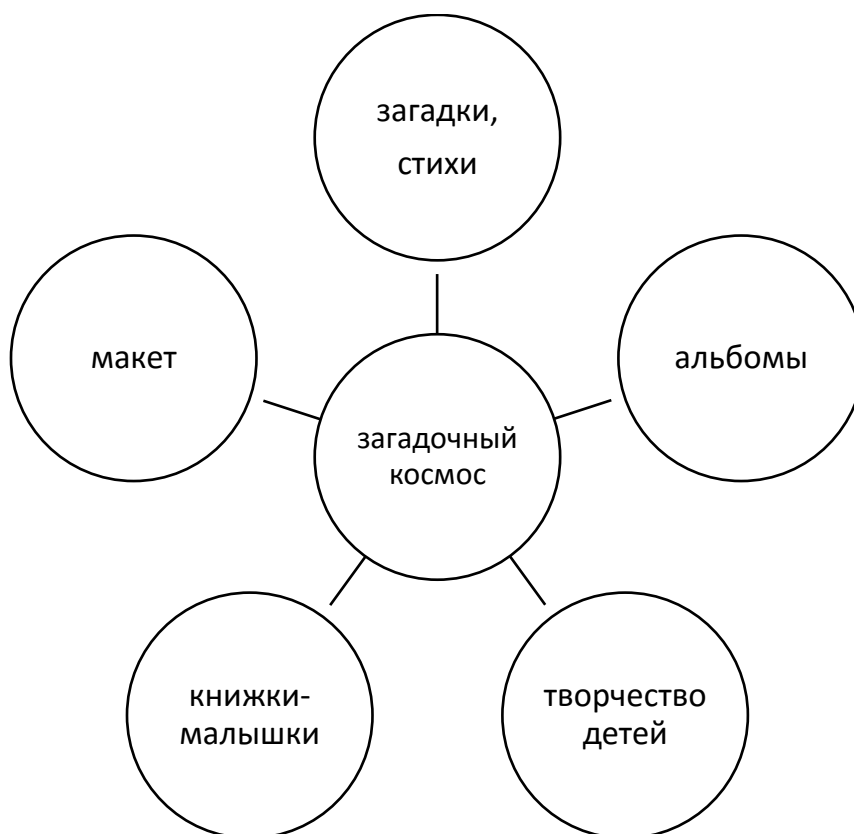 загадки,
стихи
макет
альбомы
загадочный
космос
книжки-
малышки
творчество
детей